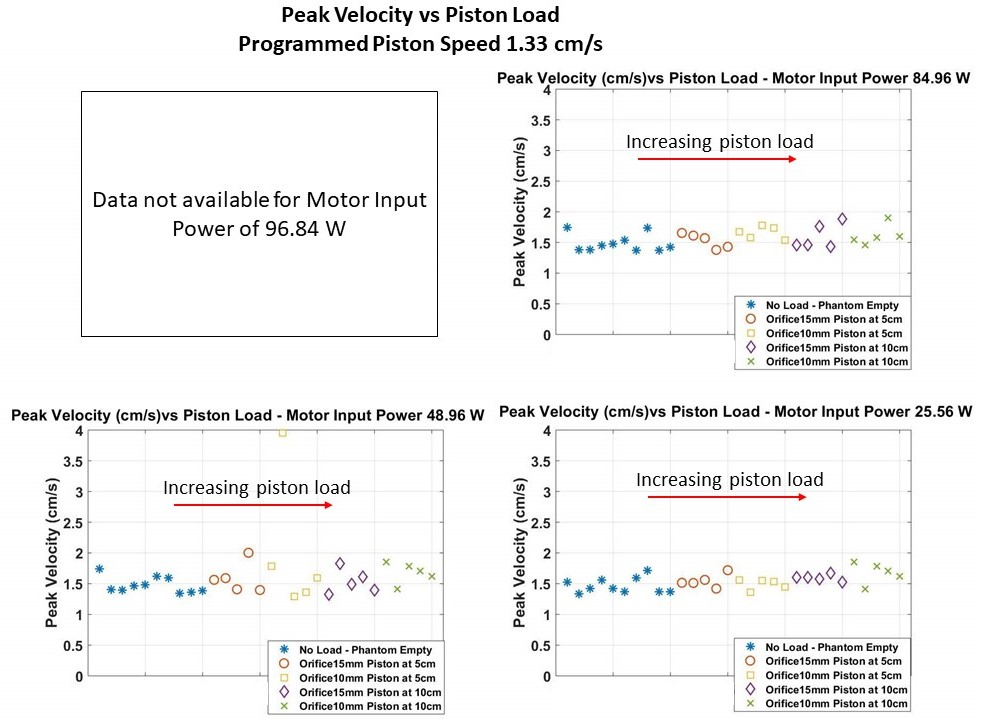 Peak Velocity vs Piston Load
Programmed Piston Speed 1.33 cm/s
Data not available for Motor Input
Power of 96.84 W
Peak Velocity (cm/s)vs Piston Load - Motor Input Power 84.96 W
Peak Velocity (cm/s)
4
3.5
3
2.5
2
1.5
1
0.5
0
Increasing piston load
No Load - Phantom Empty
Orifice15mm Piston at 5cm
Orifice10mm Piston at 5cm
Orifice15mm Piston at 10cm
Orifice10mm Piston at 10cm
Peak Velocity (cm/s)vs Piston Load - Motor Input Power 48.96 W
Peak Velocity (cm/s)
4
3.5
3
2.5
2
1.5
1
0.5
0
Increasing piston load
No Load - Phantom Empty
Orifice15mm Piston at 5cm
Orifice10mm Piston at 5cm
Orifice15mm Piston at 10cm
Orifice10mm Piston at 10cm
Peak Velocity (cm/s)vs Piston Load - Motor Input Power 25.56 W
Peak Velocity (cm/s)
4
3.5
3
2.5
2
1.5
1
0.5
0
Increasing piston load
No Load - Phantom Empty
Orifice15mm Piston at 5cm
Orifice10mm Piston at 5cm
Orifice15mm Piston at 10cm
Orifice10mm Piston at 10cm